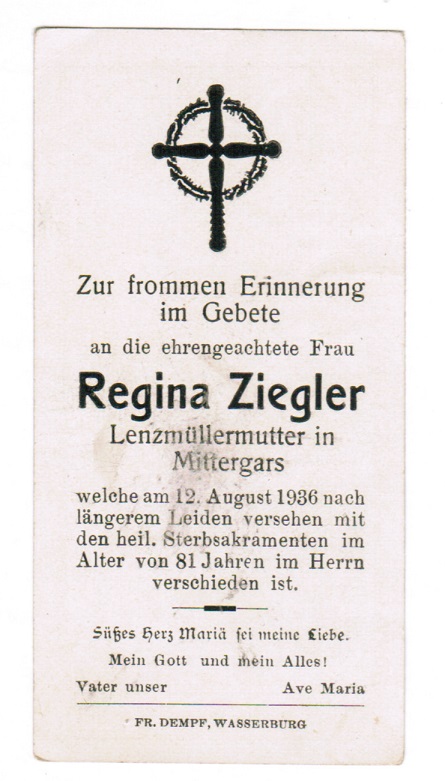 Zur frommen Erinnerung
im Gebete
an die ehrengeachtete Frau
Regina Ziegler
Lenzmüllermutter in
Mittergars
welche am 12. August 1936 nach
längerem Leiden versehen mit
den heil. Sterbsakramenten im
Alter von 81 Jahren im Herrn
verschieden ist.
Süßes Herz Mariä sei meine Liebe.
Mein Gott und mein Alles!
Vater unser Ave Maria
FR. DEMPF, WASSERBURG